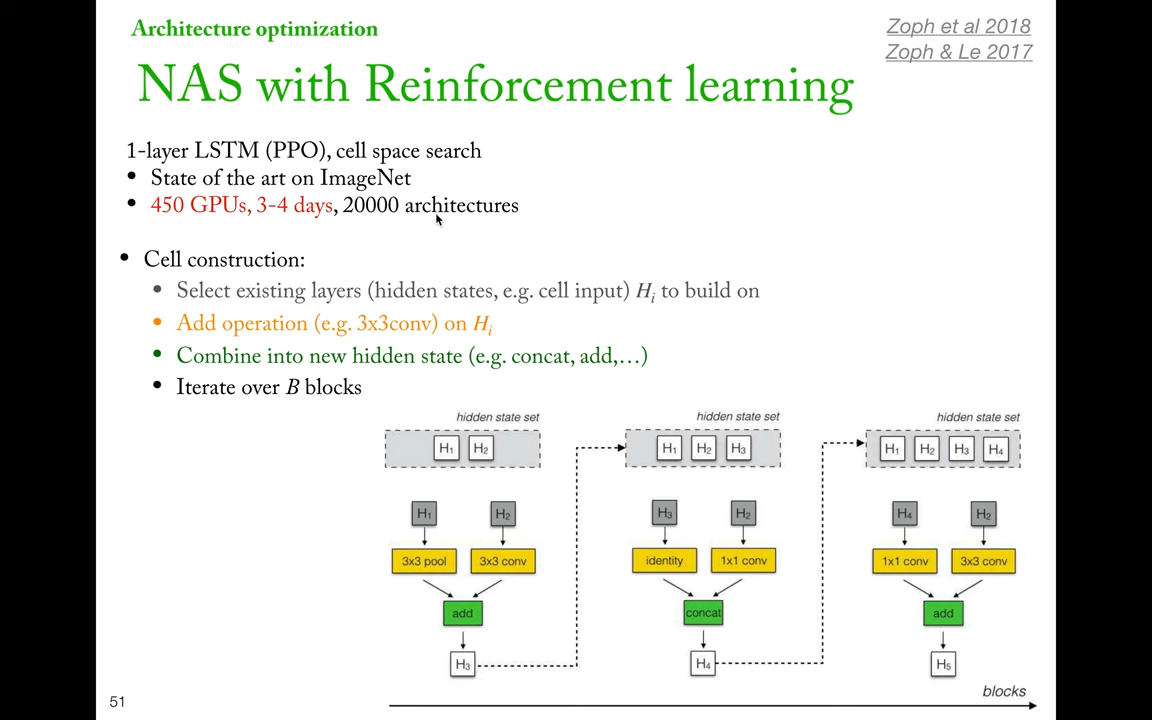 Architecture optimization
Zoph et al 2018
Zoph & Le 2017
NAS with Reinforcement learning
1-layer LSTM (PPO), cell space search
• State of the art on ImageNet
• 450 GPUs, 3-4 days, 20000 architectures
• Cell construction:
• Select existing layers (hidden states, e.g. cell input) Hᵢ to build on
• Add operation (e.g. 3x3conv) on Hᵢ
• Combine into new hidden state (e.g. concat, add,…)
• Iterate over B blocks
hidden state set hidden state set hidden state set
H₁ H₂ H₁ H₂ H₃ H₁ H₂ H₃ H₄
H₁ H₂ H₃ H₂ H₄ H₂
3x3 pool 3x3 conv identity 1x1 conv 1x1 conv 3x3 conv
add concat add
H₃ H₄ H₅
blocks
51